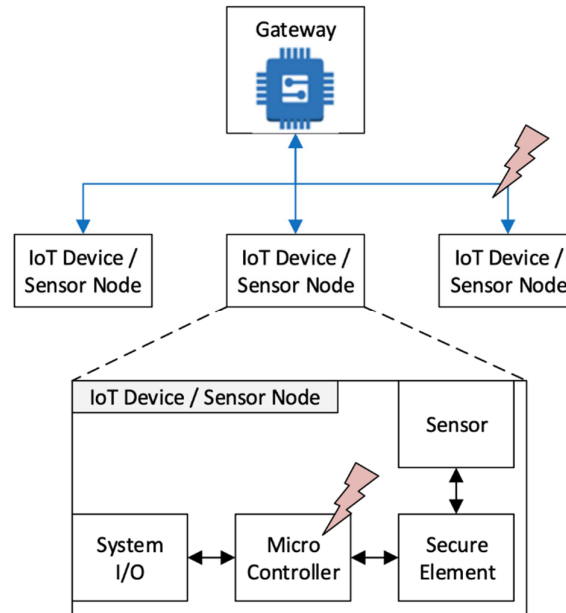 Gateway
IoT Device /
Sensor Node
IoT Device /
Sensor Node
IoT Device /
Sensor Node
IoT Device / Sensor Node
Sensor
System
I/O
Micro
Controller
Secure
Element